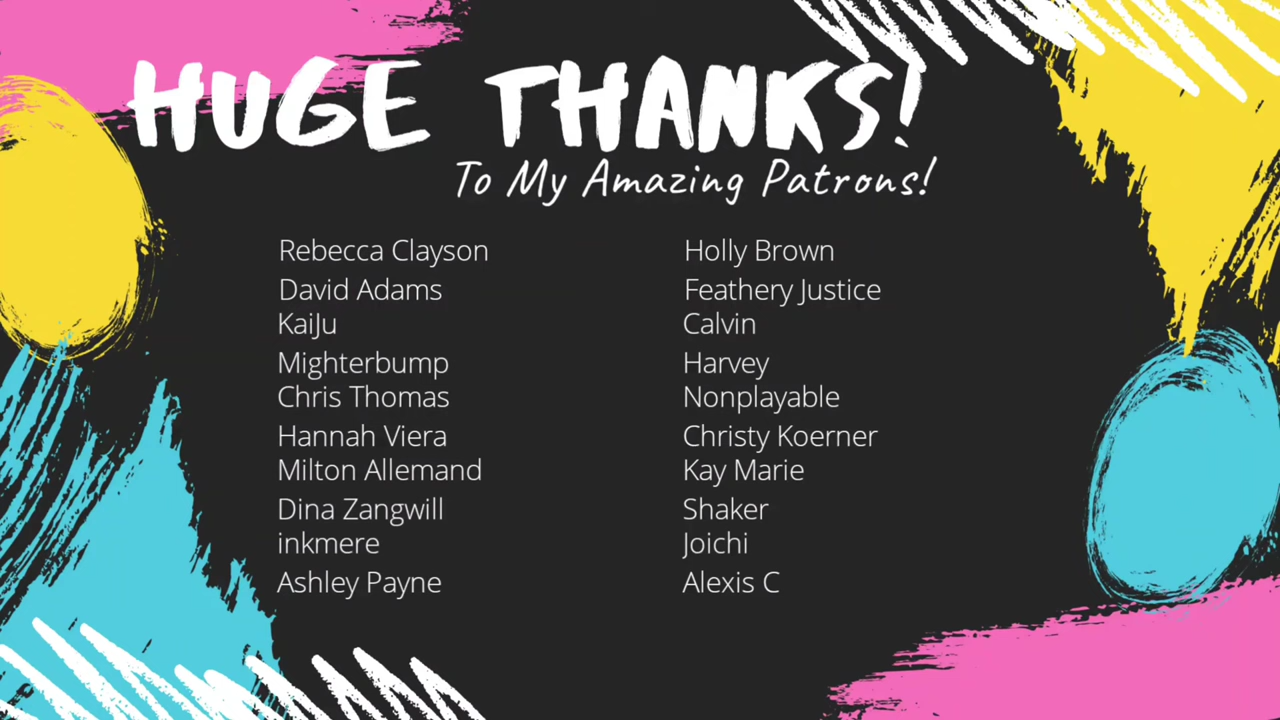 HUGE THANKS!
To My Amazing Patrons!
Rebecca Clayson
David Adams
KaiJu
Mighterbump
Chris Thomas
Hannah Viera
Milton Allemand
Dina Zangwill
inkmere
Ashley Payne
Holly Brown
Feathery Justice
Calvin
Harvey
Nonplayable
Christy Koerner
Kay Marie
Shaker
Joichi
Alexis C